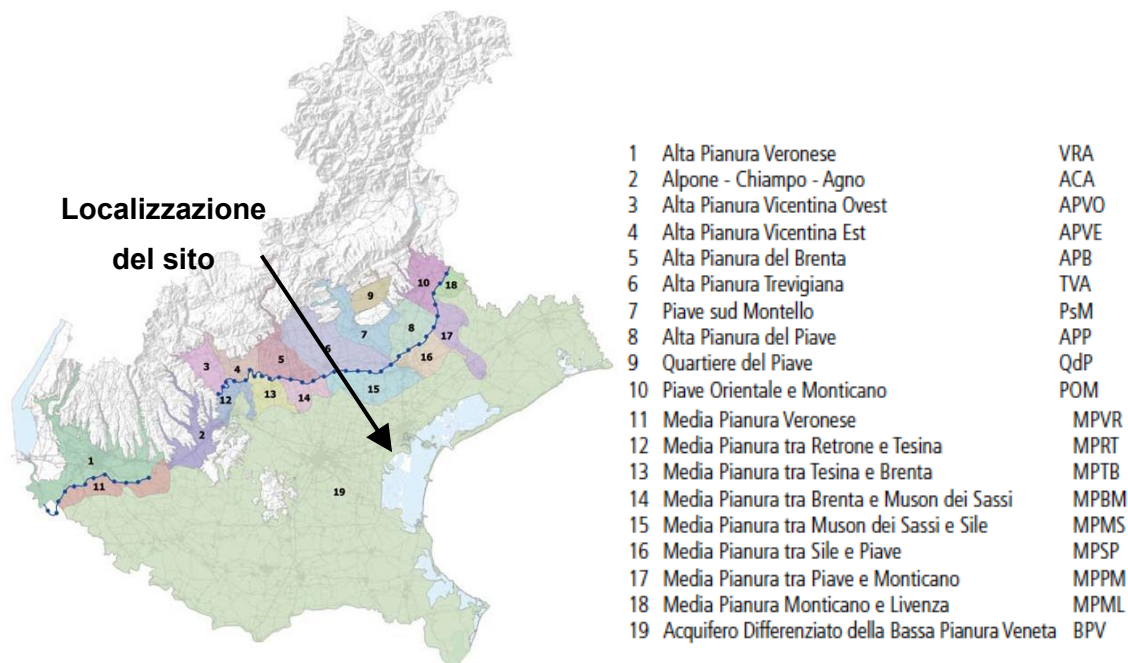 Localizzazione
del sito
1 Alta Pianura Veronese VRA
2 Alpone - Chiampo - Agno ACA
3 Alta Pianura Vicentina Ovest APVO
4 Alta Pianura Vicentina Est APVE
5 Alta Pianura del Brenta APB
6 Alta Pianura Trevigiana TVA
7 Piave sud Montello PsM
8 Alta Pianura del Piave APP
9 Quartiere del Piave QdP
10 Piave Orientale e Monticano POM
11 Media Pianura Veronese MPVR
12 Media Pianura tra Retrone e Tesina MPRT
13 Media Pianura tra Tesina e Brenta MPTB
14 Media Pianura tra Brenta e Muson dei Sassi MPBM
15 Media Pianura tra Muson dei Sassi e Sile MPMS
16 Media Pianura tra Sile e Piave MPSP
17 Media Pianura tra Piave e Monticano MPPM
18 Media Pianura Monticano e Livenza MPML
19 Acquifero Differenziato della Bassa Pianura Veneta BPV
10
18
9
8
17
7
6
16
5
3
4
15
12
13
14
2
1
11
19